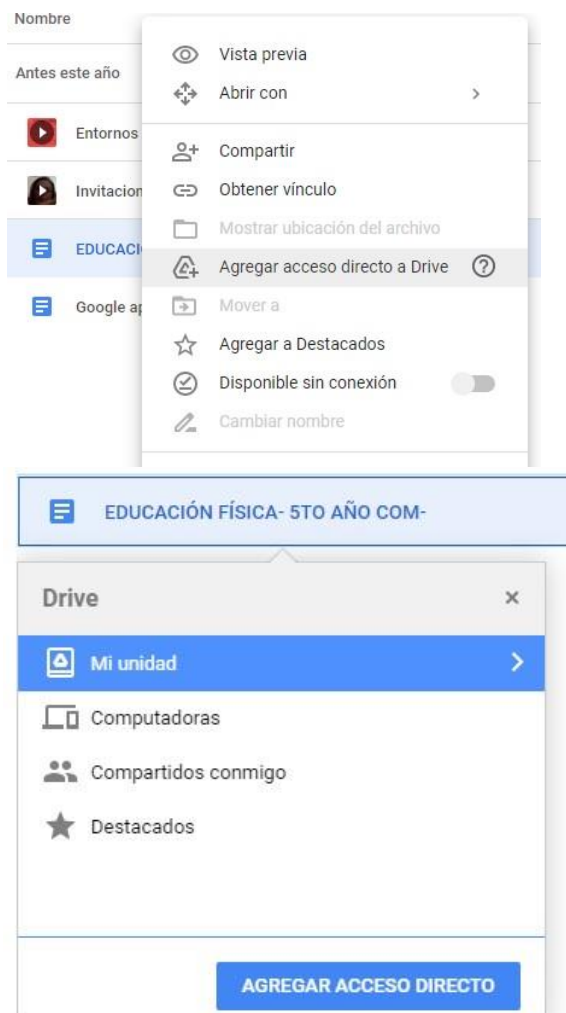 Nombre
Vista previa
Antes este año
Abrir con
Entornos
Compartir
Invitacion
Obtener vínculo
Mostrar ubicación del archivo
EDUCACI
Agregar acceso directo a Drive
Google ap
Mover a
Agregar a Destacados
Disponible sin conexión
Cambiar nombre
EDUCACIÓN FÍSICA- 5TO AÑO COM-
Drive
Mi unidad
Computadoras
Compartidos conmigo
Destacados
AGREGAR ACCESO DIRECTO